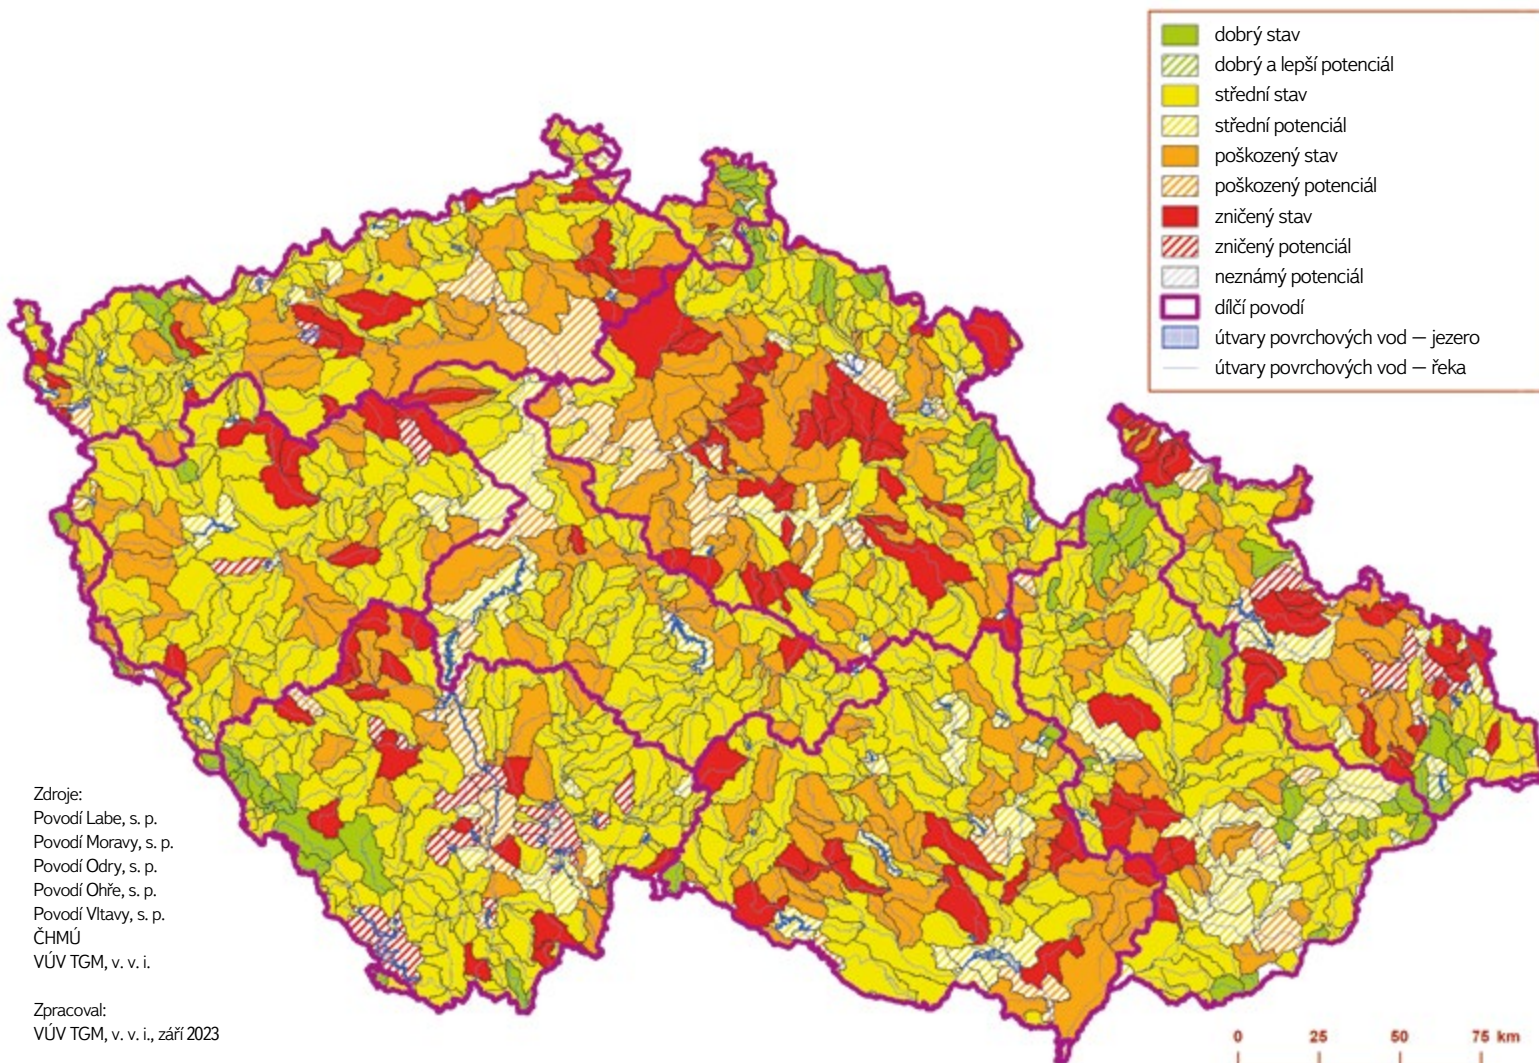 dobrý stav
dobrý a lepší potenciál
střední stav
střední potenciál
poškozený stav
poškozený potenciál
zničený stav
zničený potenciál
neznámý potenciál
dílčí povodí
útvary povrchových vod — jezero
útvary povrchových vod — řeka
Zdroje:
Povodí Labe, s. p.
Povodí Moravy, s. p.
Povodí Odry, s. p.
Povodí Ohře, s. p.
Povodí Vltavy, s. p.
ČHMÚ
VÚV TGM, v. v. i.
Zpracoval:
VÚV TGM, v. v. i., září 2023
0 25 50 75 km